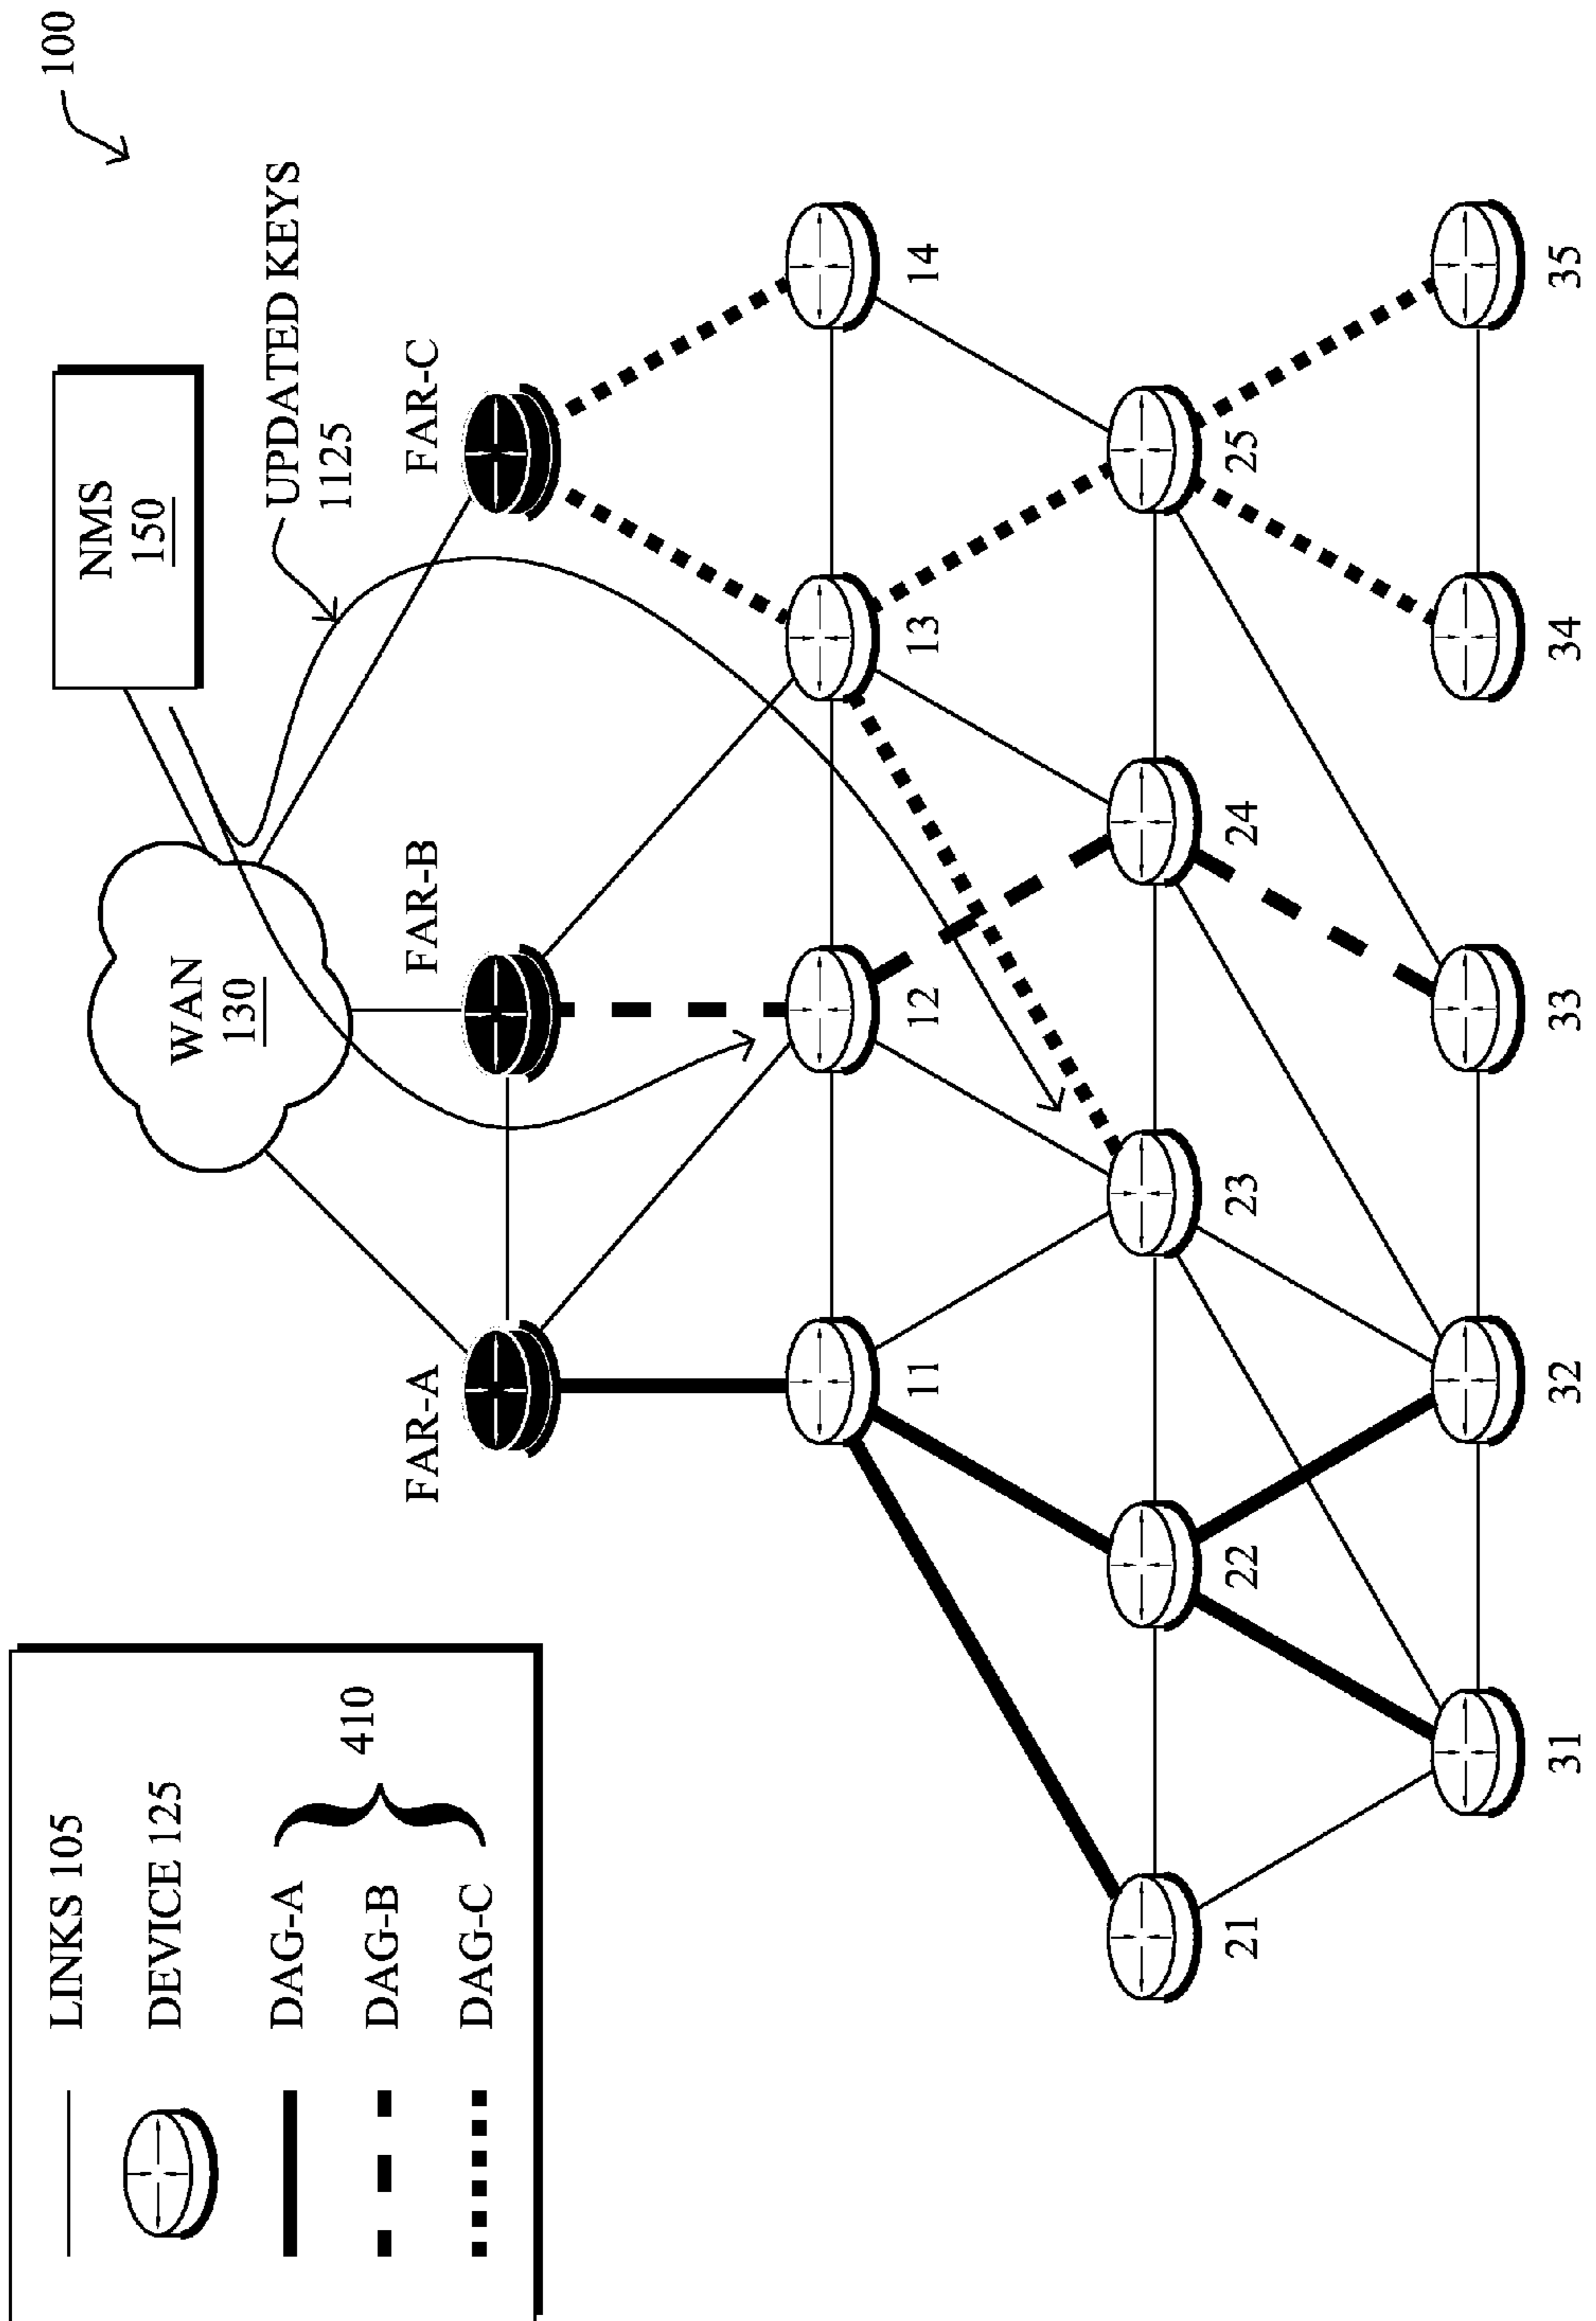 100
LINKS 105
DEVICE 125
DAG-A
DAG-B
DAG-C
410
NMS
150
WAN
130
UPDATED KEYS
1125
FAR-A
FAR-B
FAR-C
11
12
13
14
21
22
23
24
25
31
32
33
34
35